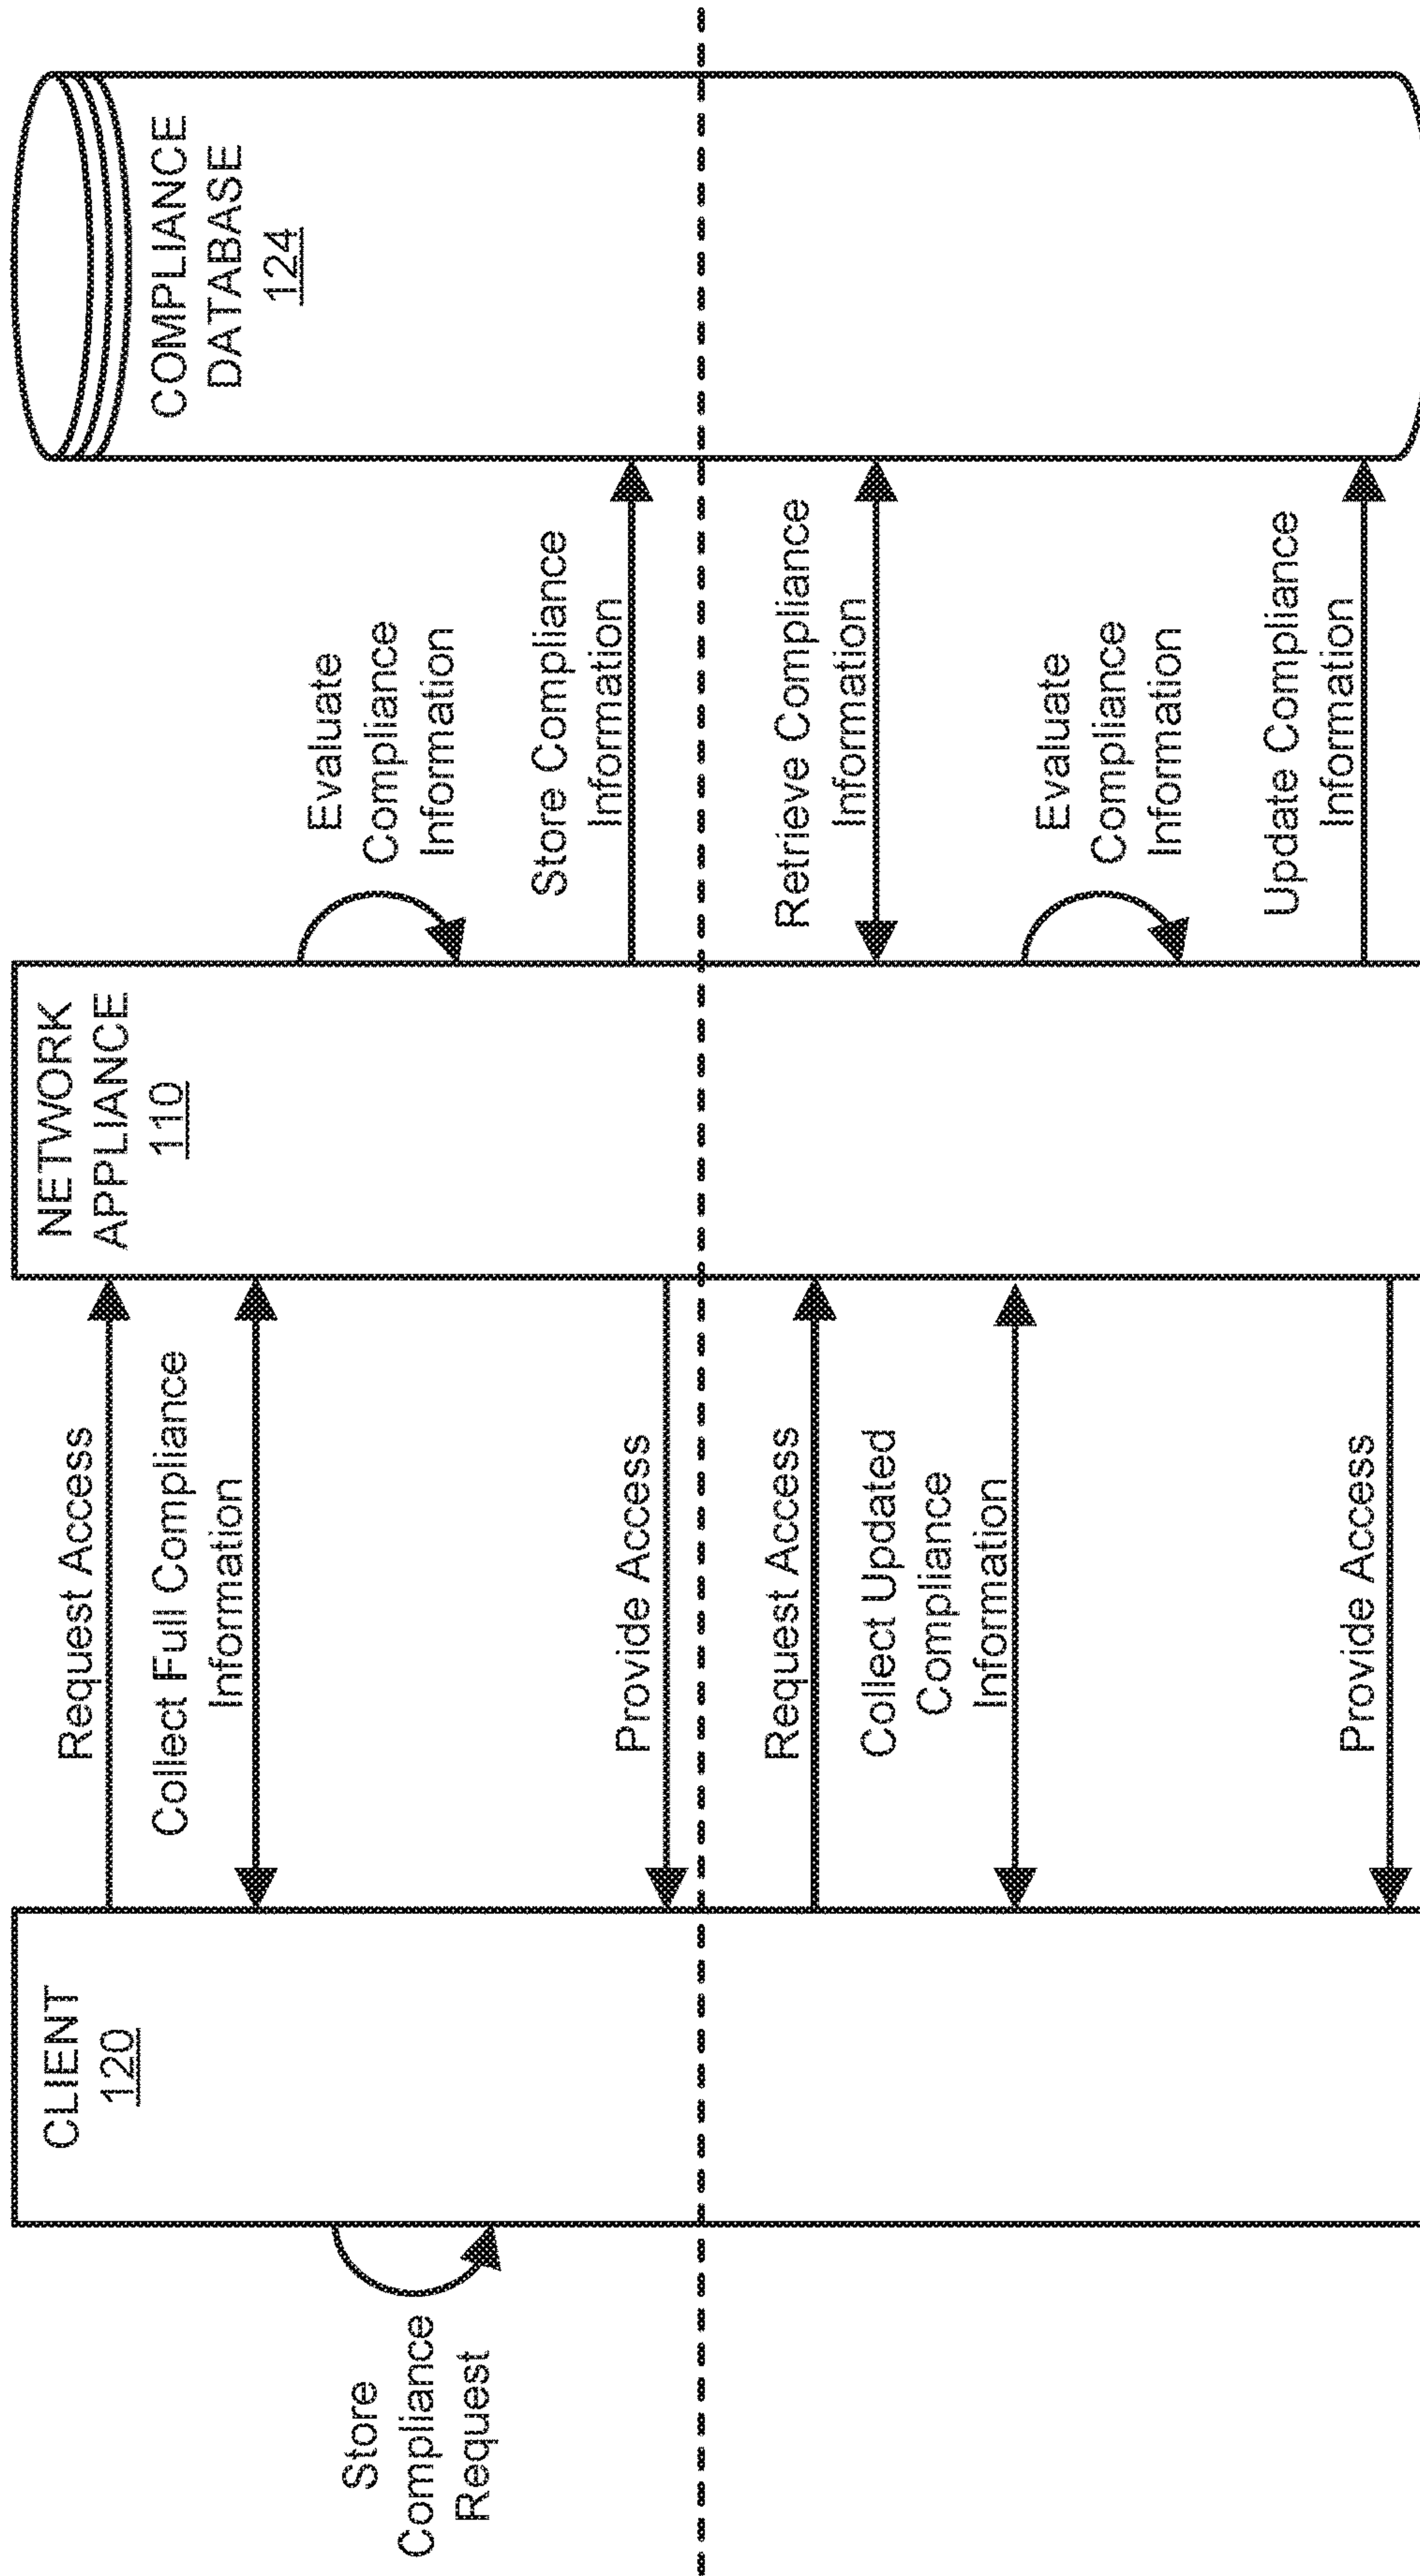 CLIENT
120
NETWORK
APPLIANCE
110
COMPLIANCE
DATABASE
124
Request Access
Collect Full Compliance
Information
Store
Compliance
Request
Evaluate
Compliance
Information
Store Compliance
Information
Provide Access
Request Access
Retrieve Compliance
Information
Collect Updated
Compliance
Information
Evaluate
Compliance
Information
Update Compliance
Information
Provide Access